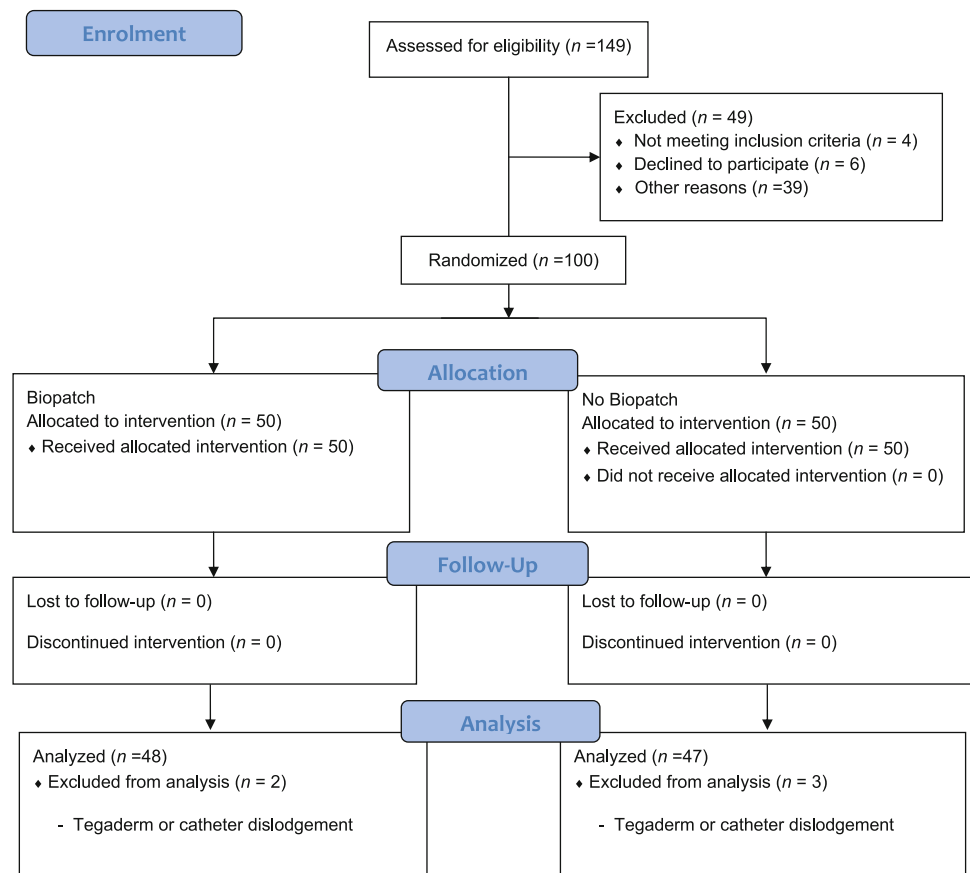 Enrolment
Assessed for eligibility (n =149)
Excluded (n = 49)
♦ Not meeting inclusion criteria (n = 4)
♦ Declined to participate (n = 6)
♦ Other reasons (n =39)
Randomized (n =100)
Allocation
Biopatch
Allocated to intervention (n = 50)
♦ Received allocated intervention (n = 50)
No Biopatch
Allocated to intervention (n = 50)
♦ Received allocated intervention (n = 50)
♦ Did not receive allocated intervention (n = 0)
Follow-Up
Lost to follow-up (n = 0)
Discontinued intervention (n = 0)
Lost to follow-up (n = 0)
Discontinued intervention (n = 0)
Analysis
Analyzed (n =48)
♦ Excluded from analysis (n = 2)
- Tegaderm or catheter dislodgement
Analyzed (n =47)
♦ Excluded from analysis (n = 3)
- Tegaderm or catheter dislodgement